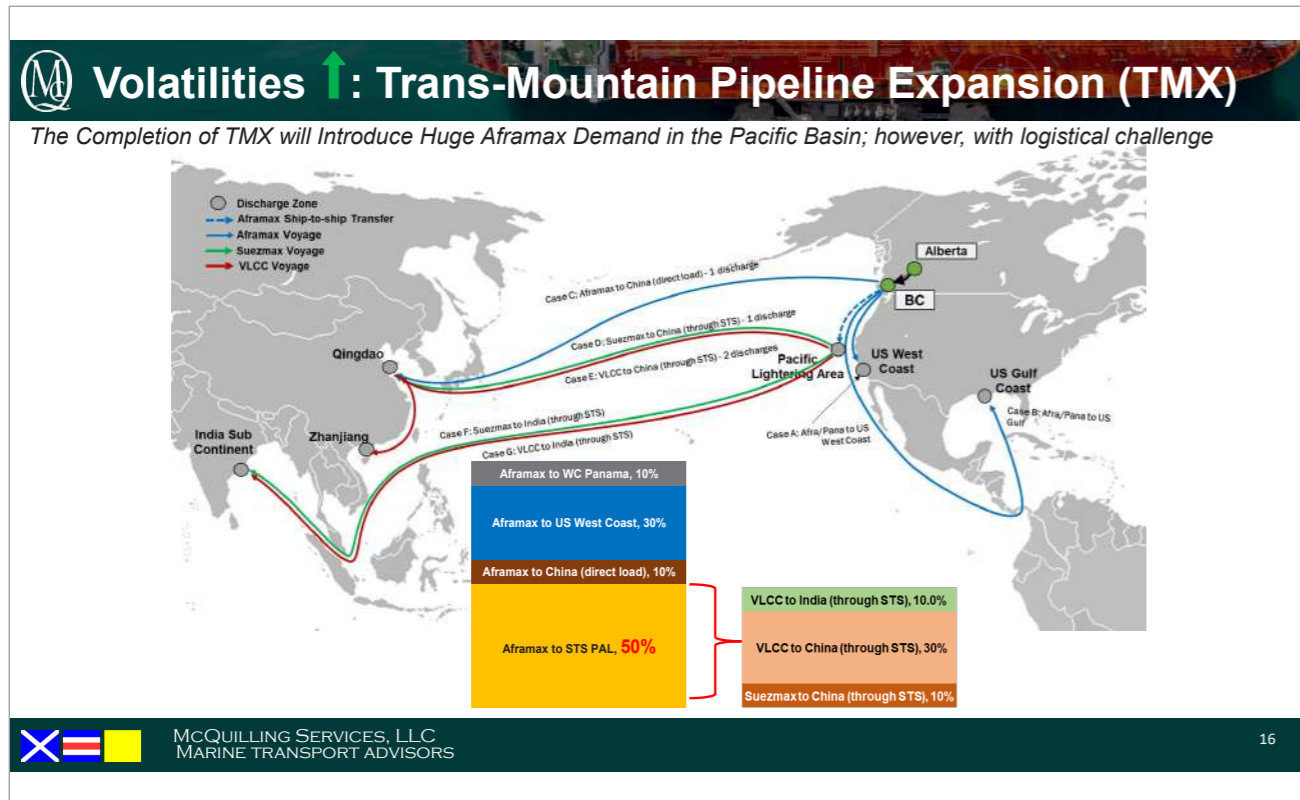 Volatilities ↑: Trans-Mountain Pipeline Expansion (TMX)
The Completion of TMX will Introduce Huge Aframax Demand in the Pacific Basin; however, with logistical challenge
Discharge Zone
Aframax Ship-to-ship Transfer
Aframax Voyage
Suezmax Voyage
VLCC Voyage
Alberta
BC
Case C: Aframax to China (direct load) - 1 discharge
Case D: Suezmax to China (through STS) - 1 discharge
Case E: VLCC to China (through STS) - 2 discharges
Qingdao
Pacific
Lightering Area
US West
Coast
US Gulf
Coast
Case B: Afra/Pana to US
Gulf
Case A: Afra/Pana to US
West Coast
Zhanjiang
India Sub
Continent
Case F: Suezmax to India (through STS)
Case G: VLCC to India (through STS)
Aframax to WC Panama, 10%
Aframax to US West Coast, 30%
Aframax to China (direct load), 10%
Aframax to STS PAL, 50%
VLCC to India (through STS), 10.0%
VLCC to China (through STS), 30%
Suezmax to China (through STS), 10%
McQuilling Services, LLC
Marine transport advisors
16